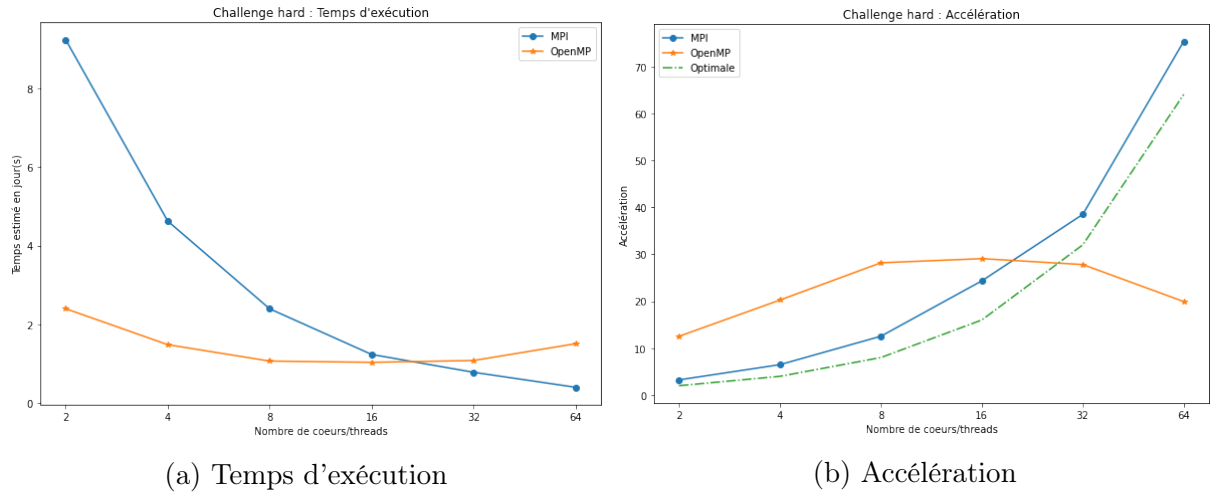 Challenge hard : Temps d'exécution
MPI
OpenMP
Temps estimé en jour(s)
8
6
4
2
0
2 4 8 16 32 64
Nombre de coeurs/threads
(a) Temps d'exécution
Challenge hard : Accélération
MPI
OpenMP
Optimale
Accélération
70
60
50
40
30
20
10
0
2 4 8 16 32 64
Nombre de coeurs/threads
(b) Accélération